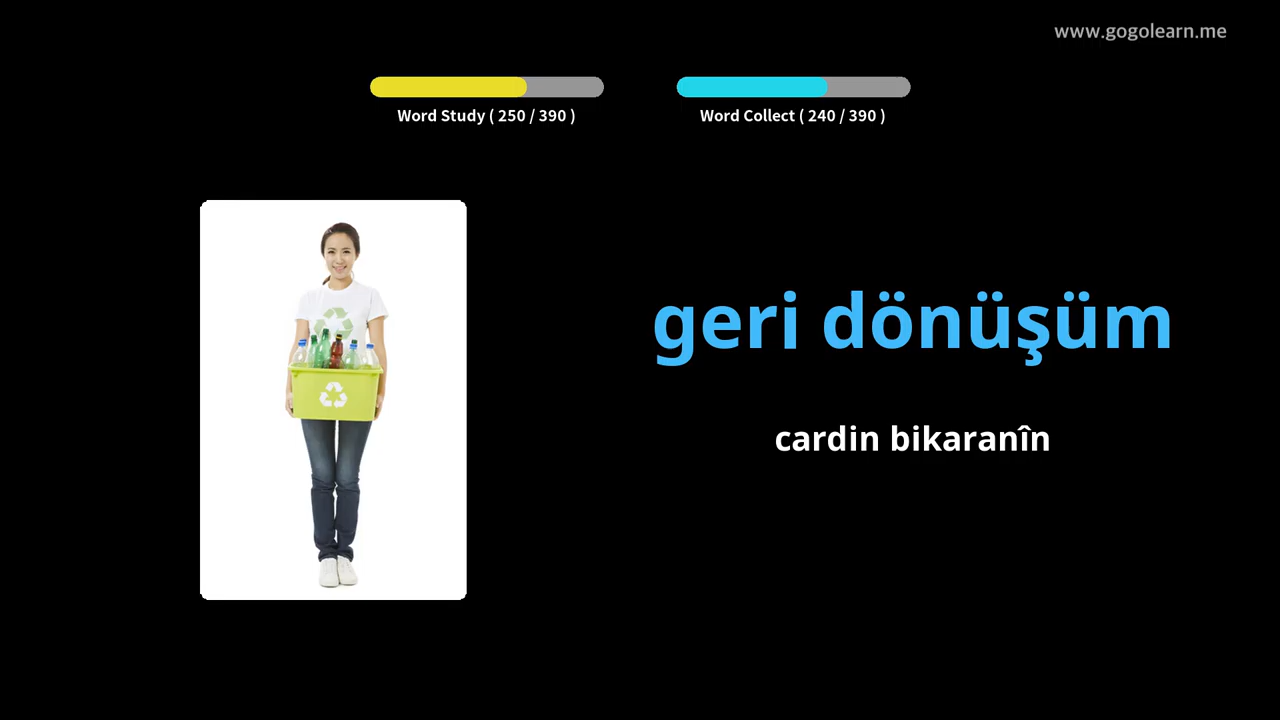 www.gogolearn.me
Word Study ( 250 / 390 )
Word Collect ( 240 / 390 )
geri dönüşüm
cardin bikaranîn